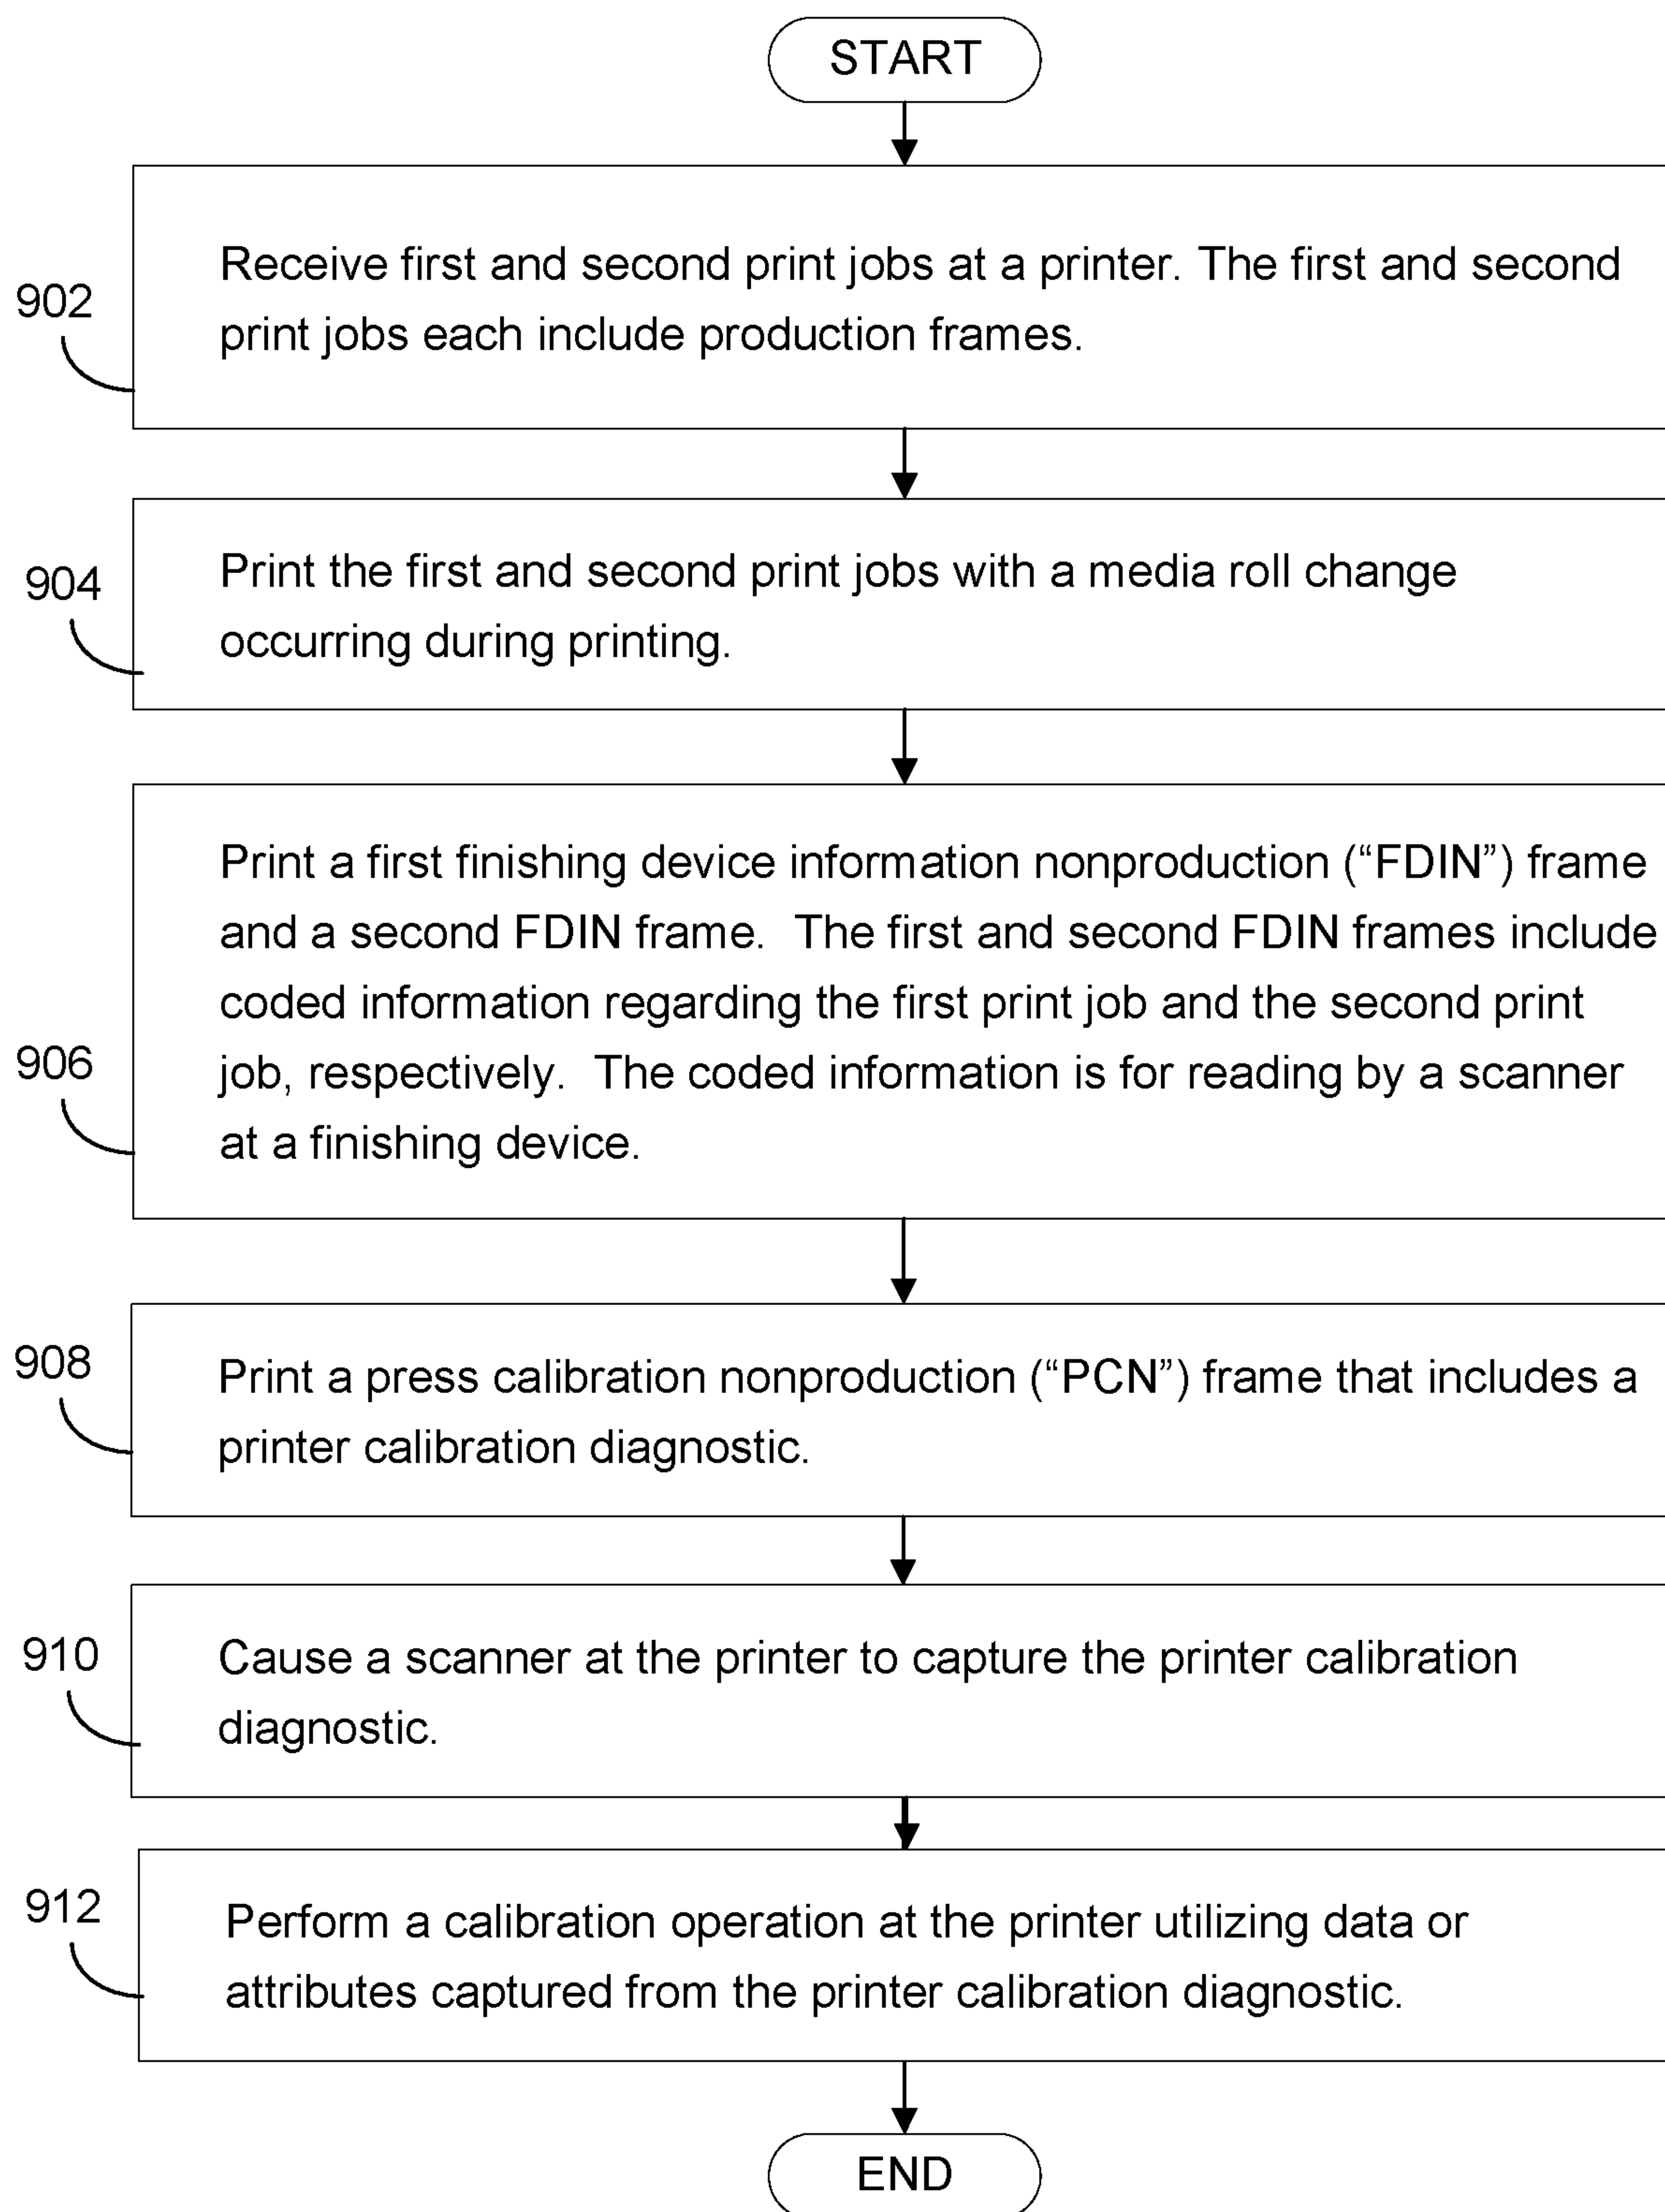 START
902
Receive first and second print jobs at a printer. The first and second
print jobs each include production frames.
904
Print the first and second print jobs with a media roll change
occurring during printing.
906
Print a first finishing device information nonproduction (“FDIN”) frame
and a second FDIN frame. The first and second FDIN frames include
coded information regarding the first print job and the second print
job, respectively. The coded information is for reading by a scanner
at a finishing device.
908
Print a press calibration nonproduction (“PCN”) frame that includes a
printer calibration diagnostic.
910
Cause a scanner at the printer to capture the printer calibration
diagnostic.
912
Perform a calibration operation at the printer utilizing data or
attributes captured from the printer calibration diagnostic.
END